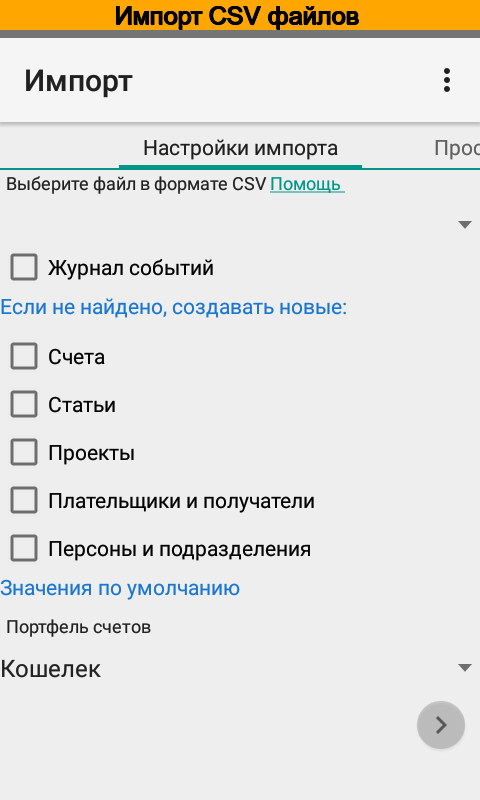 Импорт CSV файлов
Импорт
Настройки импорта Прос
Выберите файл в формате CSV Помощь
Журнал событий
Если не найдено, создавать новые:
Счета
Статьи
Проекты
Плательщики и получатели
Персоны и подразделения
Значения по умолчанию
Портфель счетов
Кошелек